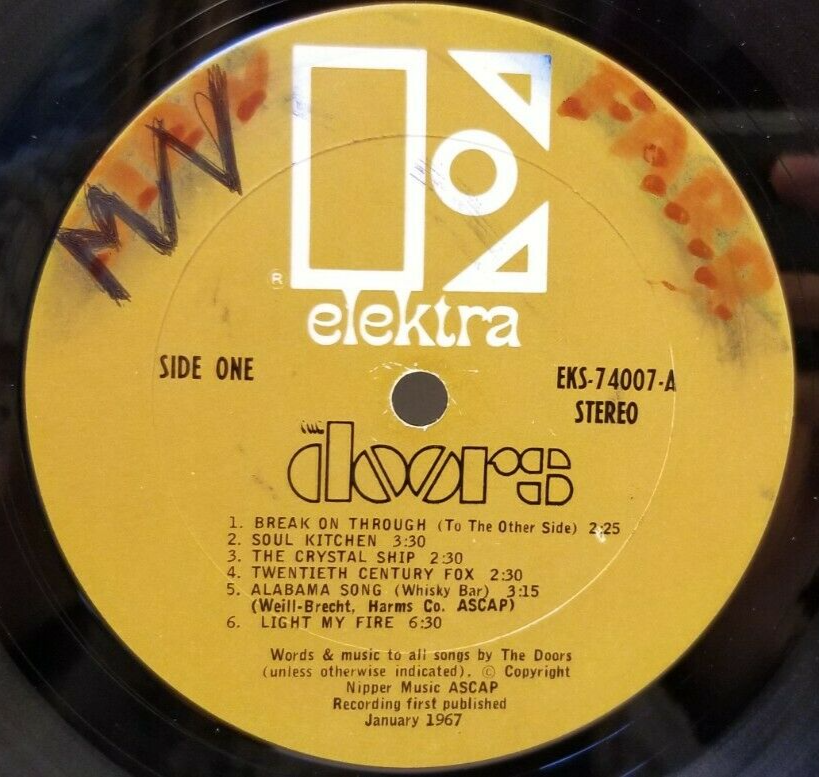 ®
elektra
SIDE ONE
EKS-74007-A
STEREO
THE
doors
1. BREAK ON THROUGH (To The Other Side) 2:25
2. SOUL KITCHEN 3:30
3. THE CRYSTAL SHIP 2:30
4. TWENTIETH CENTURY FOX 2:30
5. ALABAMA SONG (Whisky Bar) 3:15
(Weill-Brecht, Harms Co. ASCAP)
6. LIGHT MY FIRE 6:30
Words & music to all songs by The Doors
(unless otherwise indicated). © Copyright
Nipper Music ASCAP
Recording first published
January 1967